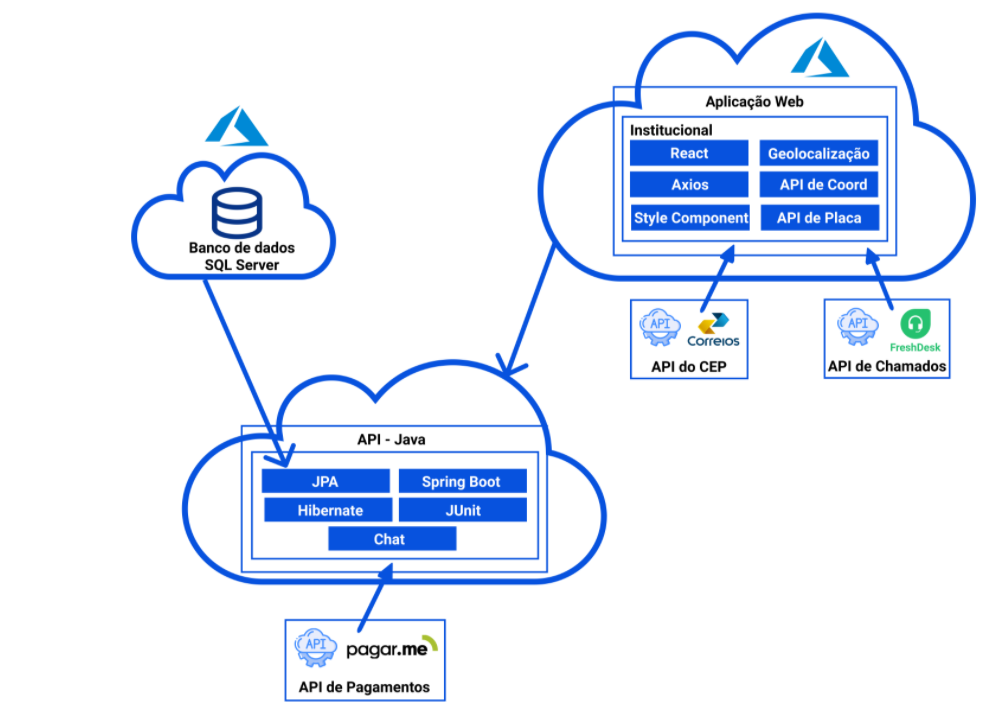 Aplicação Web
Institucional
React
Geolocalização
Axios
API de Coord
Style Component
API de Placa
Banco de dados
SQL Server
API
Correios
API do CEP
API
FreshDesk
API de Chamados
API - Java
JPA
Spring Boot
Hibernate
JUnit
Chat
API
pagar.me
API de Pagamentos